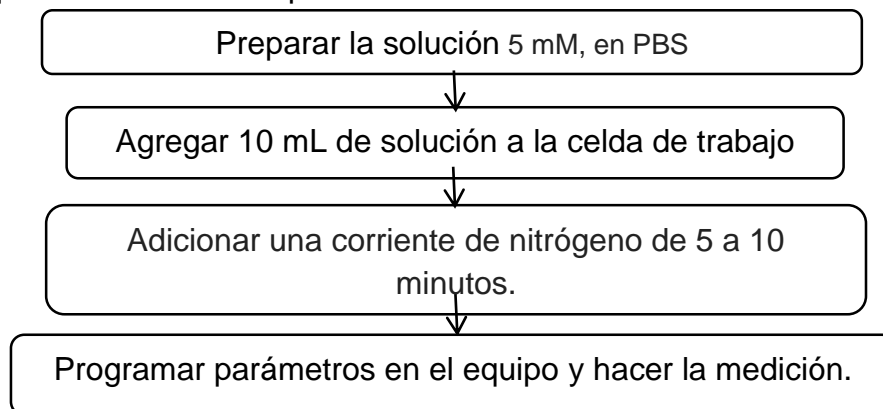 Preparar la solución 5 mM, en PBS
Agregar 10 mL de solución a la celda de trabajo
Adicionar una corriente de nitrógeno de 5 a 10
minutos.
Programar parámetros en el equipo y hacer la medición.